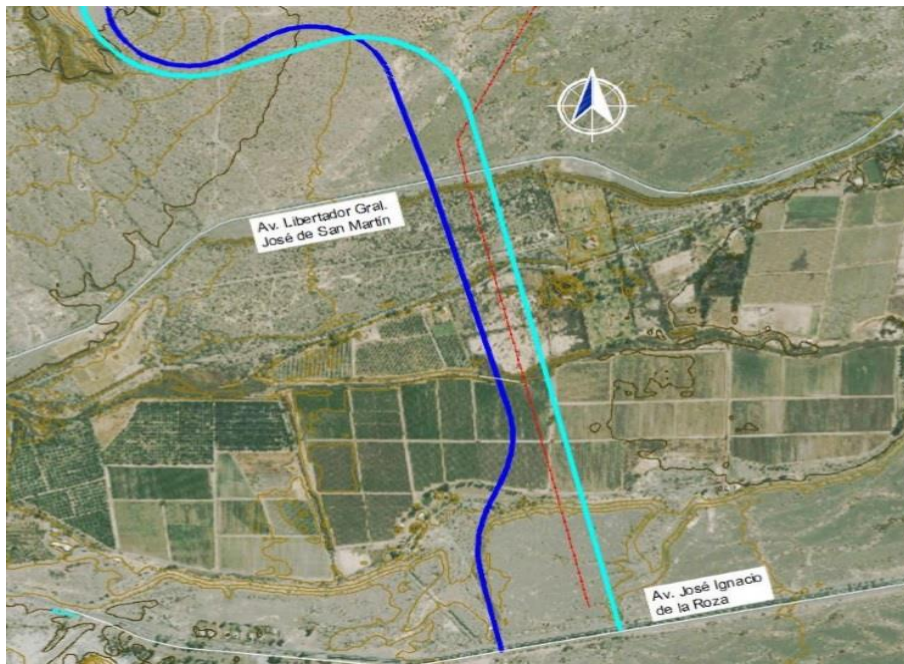 Av. Libertador Gral.
José de San Martín
Av. José Ignacio
de la Roza